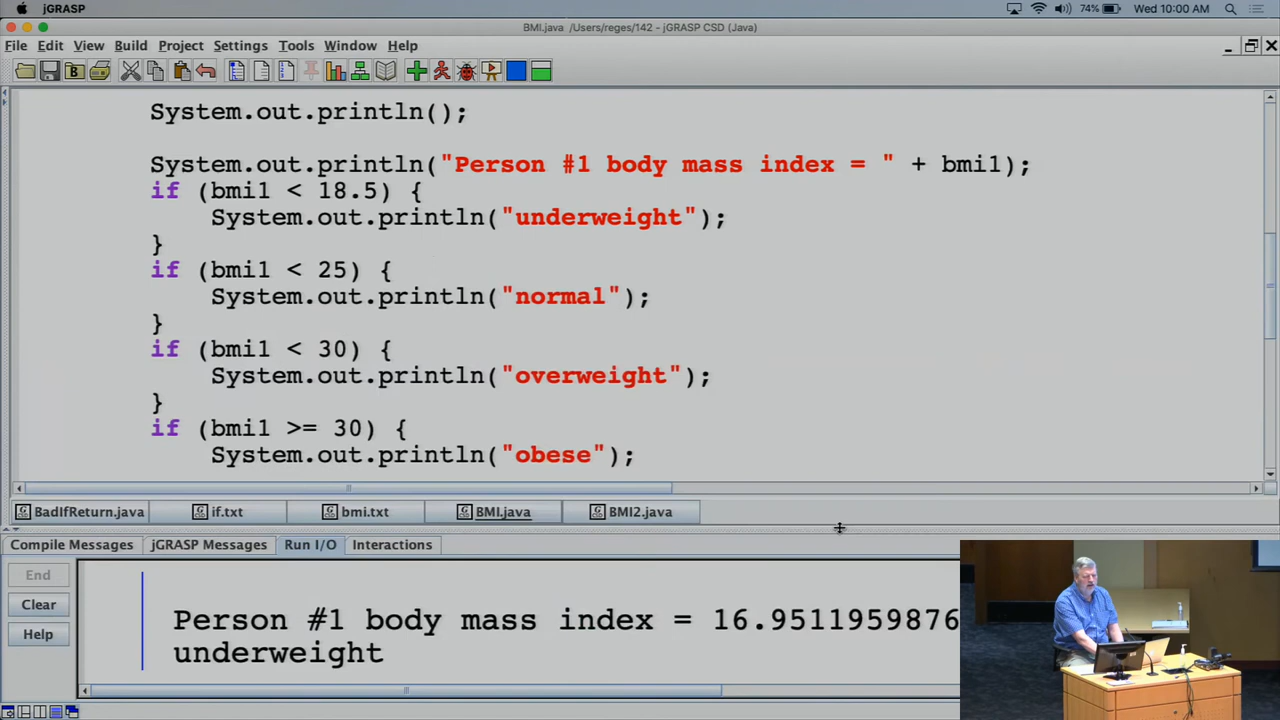 jGRASP
74%
Wed 10:00 AM
BMI.java /Users/reges/142 - jGRASP CSD (Java)
File Edit View Build Project Settings Tools Window Help
System.out.println();
System.out.println("Person #1 body mass index = " + bmi1);
if (bmi1 < 18.5) {
System.out.println("underweight");
}
if (bmi1 < 25) {
System.out.println("normal");
}
if (bmi1 < 30) {
System.out.println("overweight");
}
if (bmi1 >= 30) {
System.out.println("obese");
BadIfReturn.java if.txt bmi.txt BMI.java BMI2.java
Compile Messages jGRASP Messages Run I/O Interactions
End
Clear
Help
Person #1 body mass index = 16.9511959876
underweight